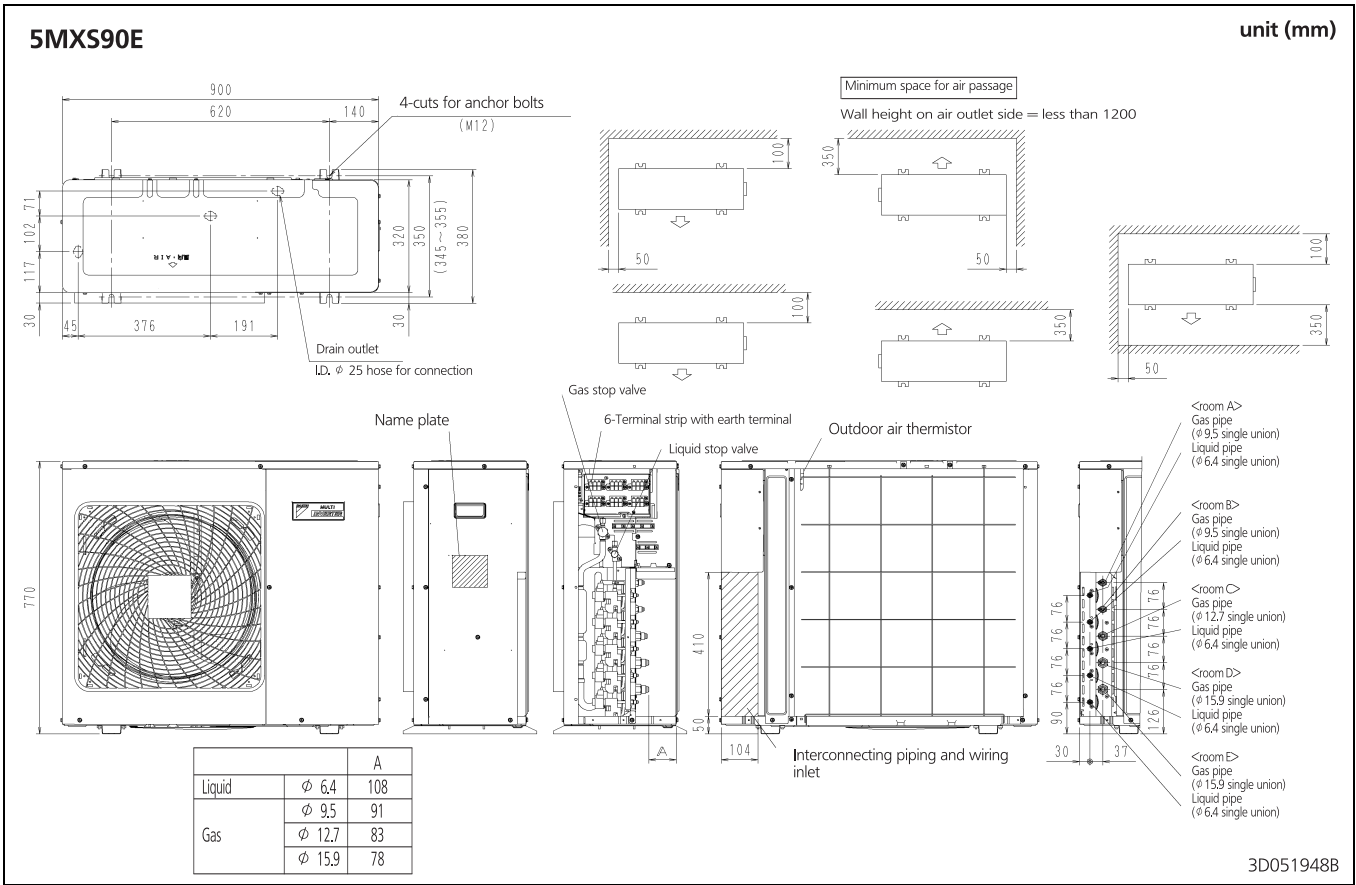 5MXS90E
unit (mm)
900
620
140
4-cuts for anchor bolts
(M12)
71
102
117
30
320
350
(345~355)
380
45
376
191
30
Drain outlet
I.D. φ 25 hose for connection
Minimum space for air passage
Wall height on air outlet side = less than 1200
100
50
350
50
100
350
100
350
50
Name plate
Gas stop valve
6-Terminal strip with earth terminal
Liquid stop valve
Outdoor air thermistor
770
MULTI
A
410
50
104
Interconnecting piping and wiring
inlet
76
76
76
76
90
76
76
76
76
126
30
37
<room A>
Gas pipe
(φ 9.5 single union)
Liquid pipe
(φ 6.4 single union)
<room B>
Gas pipe
(φ 9.5 single union)
Liquid pipe
(φ 6.4 single union)
<room C>
Gas pipe
(φ 12.7 single union)
Liquid pipe
(φ 6.4 single union)
<room D>
Gas pipe
(φ 15.9 single union)
Liquid pipe
(φ 6.4 single union)
<room E>
Gas pipe
(φ 15.9 single union)
Liquid pipe
(φ 6.4 single union)
A
Liquid φ 6.4 108
Gas φ 9.5 91
φ 12.7 83
φ 15.9 78
3D051948B